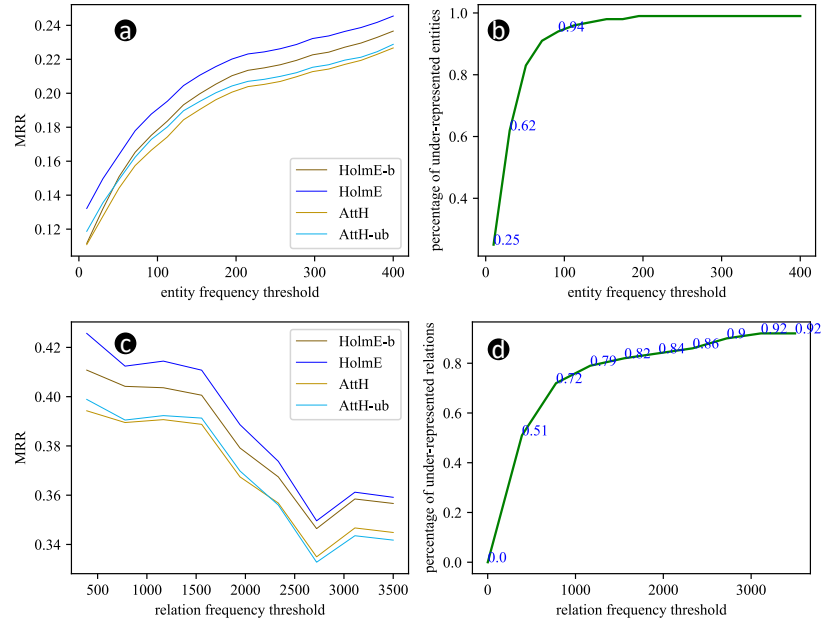 a
MRR
0.24
0.22
0.20
0.18
0.16
0.14
0.12
HolmE-b
HolmE
AttH
AttH-ub
0
100
200
300
400
entity frequency threshold
b
percentage of under-represented entities
1.0
0.8
0.6
0.4
0.94
0.62
0.25
0
100
200
300
400
entity frequency threshold
c
MRR
0.42
0.40
0.38
0.36
0.34
HolmE-b
HolmE
AttH
AttH-ub
500
1000
1500
2000
2500
3000
3500
relation frequency threshold
d
percentage of under-represented relations
0.8
0.6
0.4
0.2
0.0
0.0
0.51
0.72
0.79
0.82
0.84
0.86
0.9
0.92
0.92
0
1000
2000
3000
relation frequency threshold